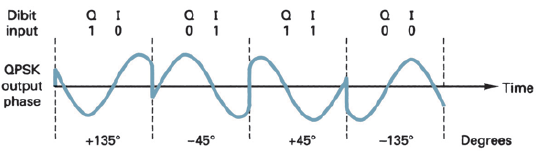 Dibit input Q I Q I Q I Q I
1 0 0 1 1 1 0 0
QPSK output phase
Time
+135° −45° +45° −135° Degrees